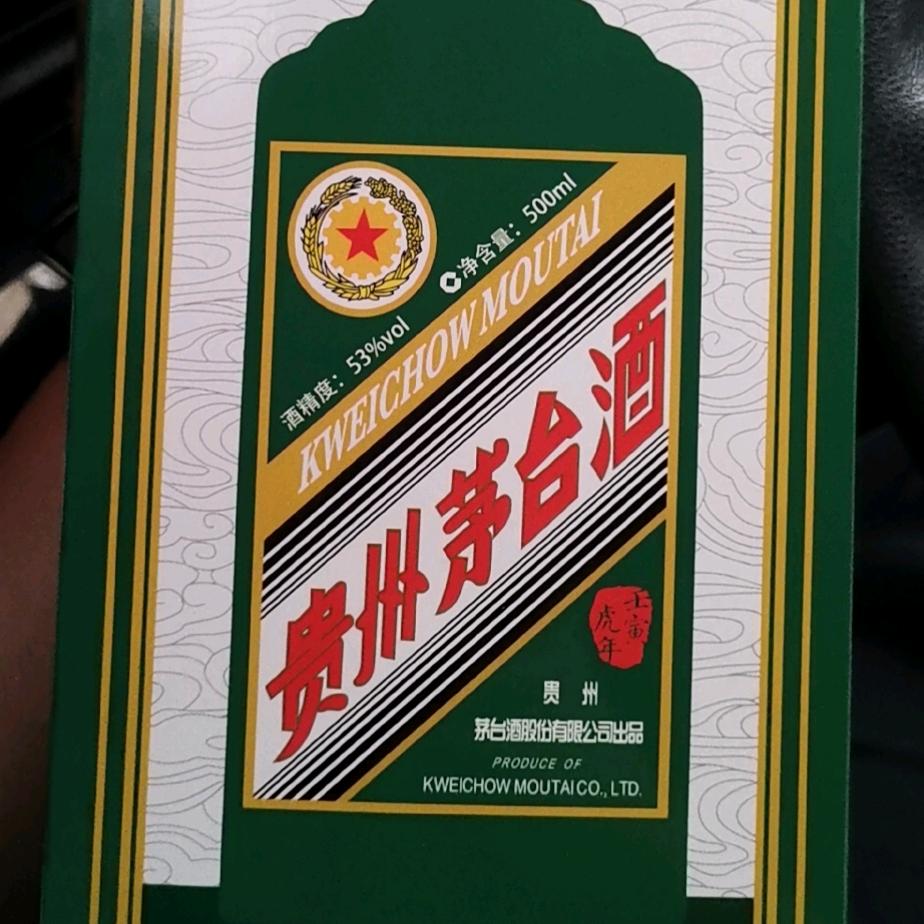 酒精度：53%vol
净含量：500ml
KWEICHOW MOUTAI
贵州茅台酒
壬寅
虎年
贵州
茅台酒股份有限公司出品
PRODUCE OF
KWEICHOW MOUTAI CO., LTD.